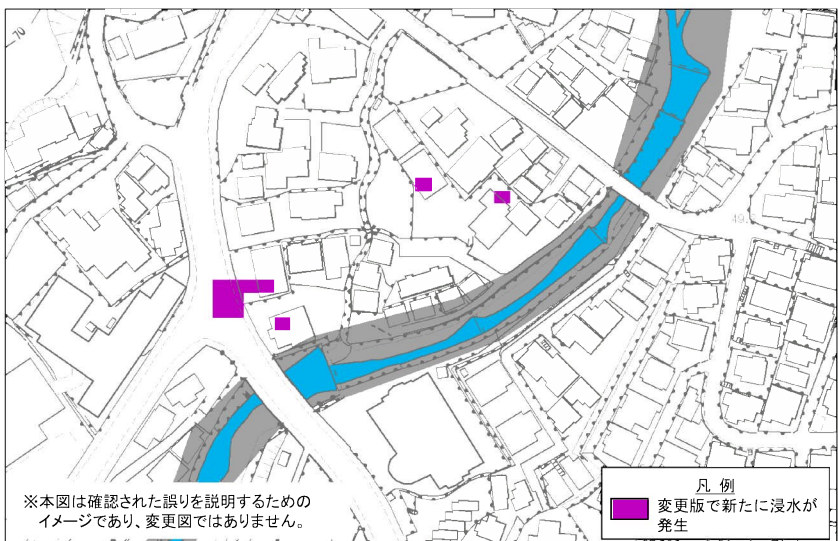 70
49.
※本図は確認された誤りを説明するための
イメージであり、変更図ではありません。
凡 例
変更版で新たに浸水が
発生